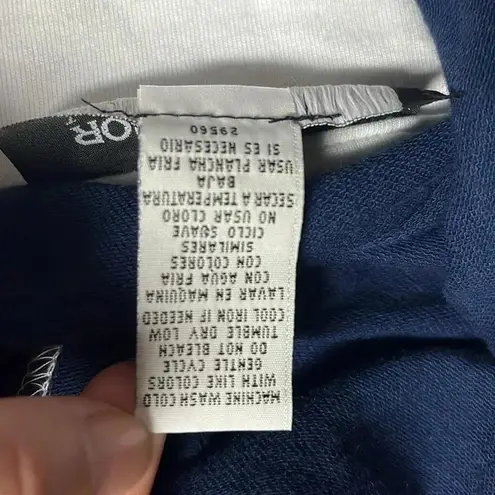 MACHINE WASH COLD
WITH LIKE COLORS
GENTLE CYCLE
DO NOT BLEACH
TUMBLE DRY LOW
COOL IRON IF NEEDED
LAVAR EN MAQUINA
CON AGUA FRIA
CON COLORES
SIMILARES
CICLO SUAVE
NO USAR CLORO
SECAR A TEMPERATURA
BAJA
USAR PLANCHA FRIA
SI ES NECESARIO
29560